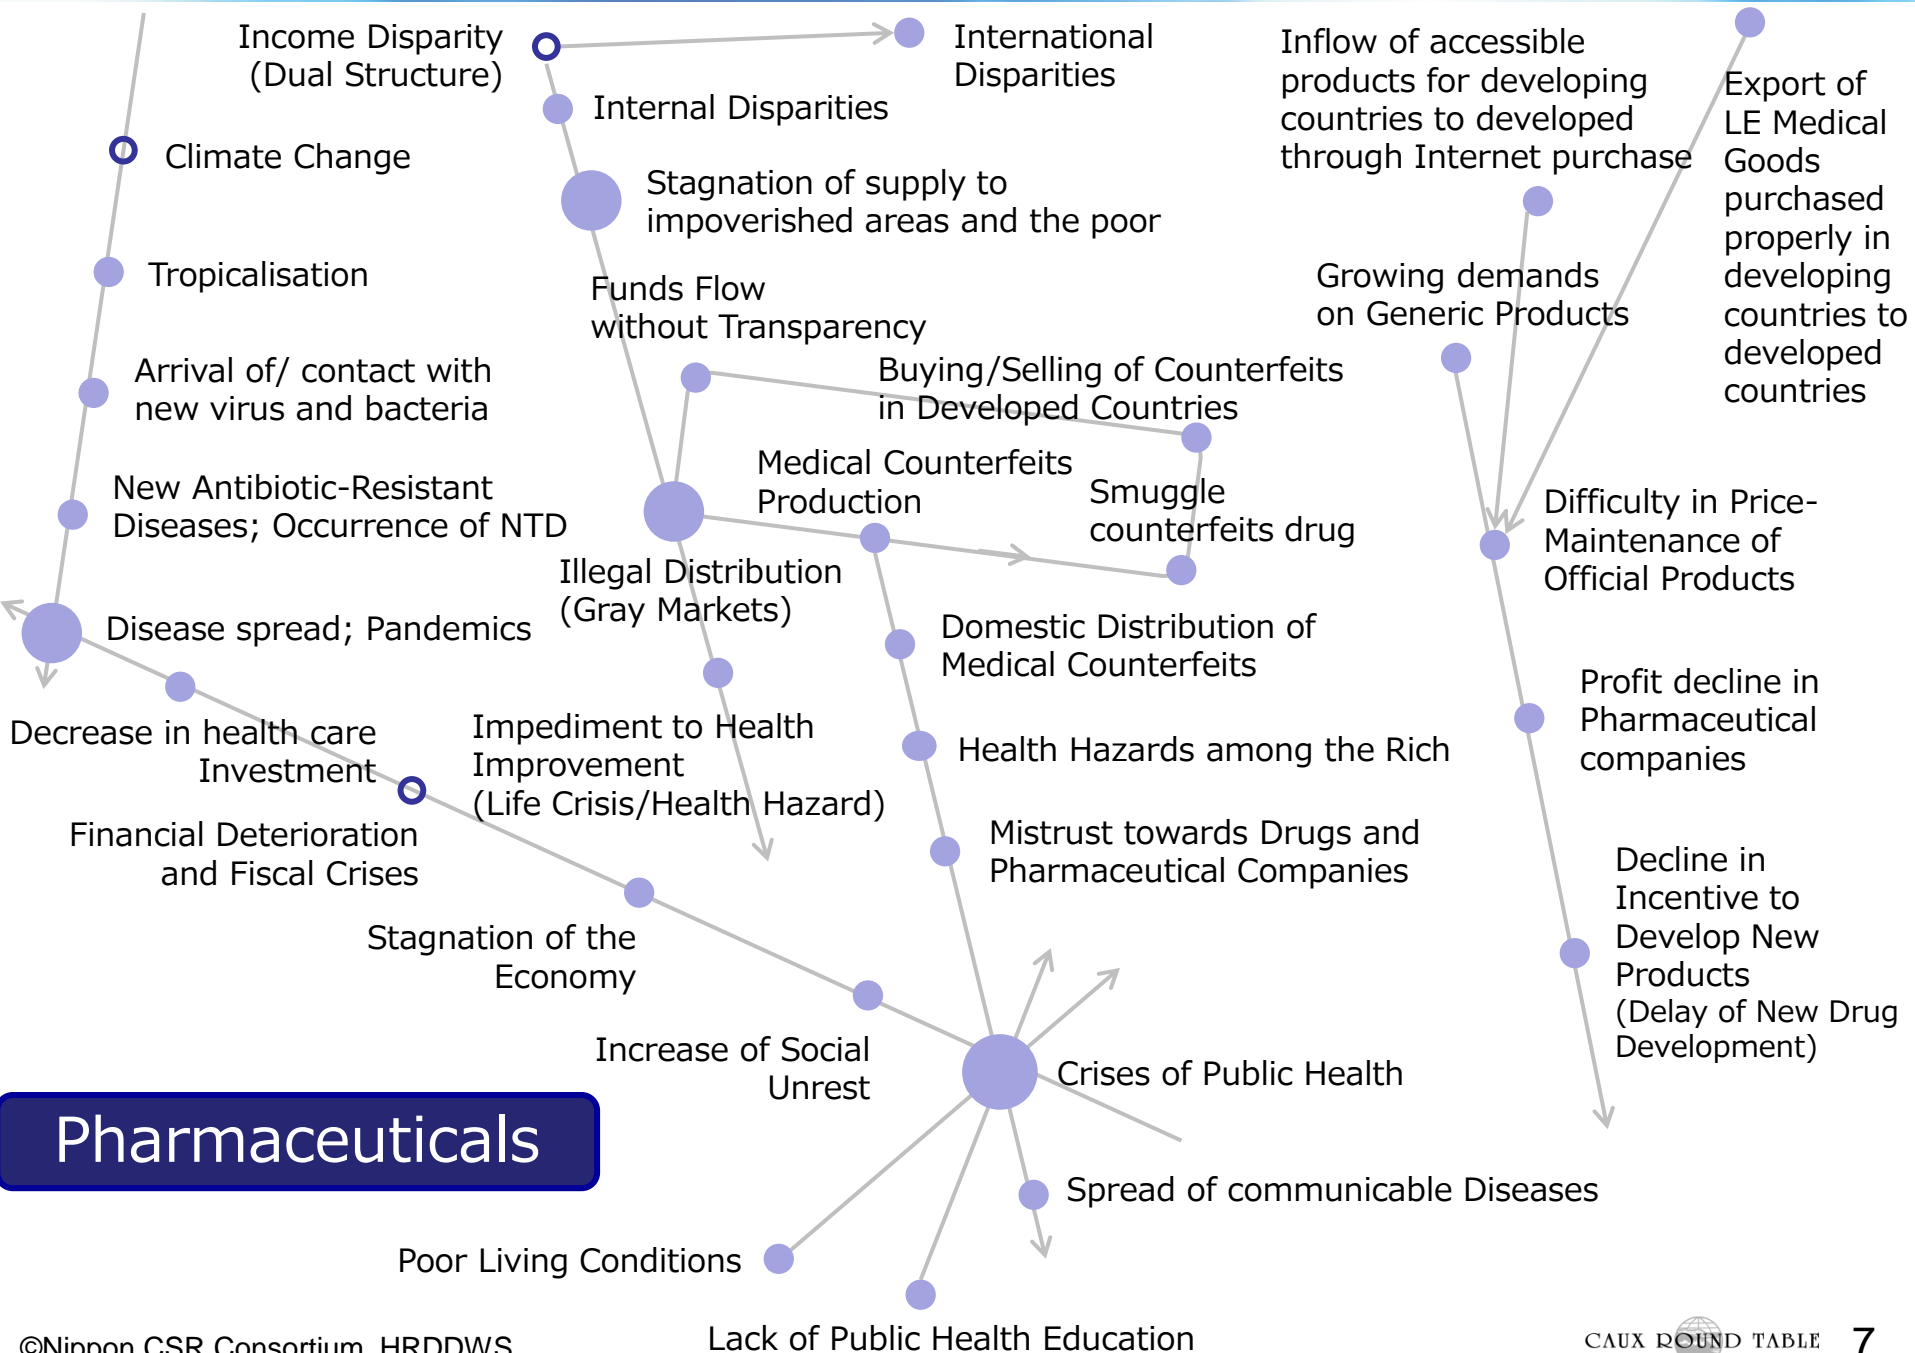 Income Disparity
(Dual Structure)
International
Disparities
Internal Disparities
Inflow of accessible
products for developing
countries to developed
through Internet purchase
Export of
LE Medical
Goods
purchased
properly in
developing
countries to
developed
countries
Climate Change
Stagnation of supply to
impoverished areas and the poor
Tropicalisation
Funds Flow
without Transparency
Growing demands
on Generic Products
Arrival of/ contact with
new virus and bacteria
Buying/Selling of Counterfeits
in Developed Countries
Medical Counterfeits
Production
Smuggle
counterfeits drug
New Antibiotic-Resistant
Diseases; Occurrence of NTD
Difficulty in Price-
Maintenance of
Official Products
Illegal Distribution
(Gray Markets)
Disease spread; Pandemics
Domestic Distribution of
Medical Counterfeits
Profit decline in
Pharmaceutical
companies
Decrease in health care
Investment
Impediment to Health
Improvement
(Life Crisis/Health Hazard)
Health Hazards among the Rich
Financial Deterioration
and Fiscal Crises
Mistrust towards Drugs and
Pharmaceutical Companies
Decline in
Incentive to
Develop New
Products
(Delay of New Drug
Development)
Stagnation of the
Economy
Increase of Social
Unrest
Crises of Public Health
Pharmaceuticals
Spread of communicable Diseases
Poor Living Conditions
Lack of Public Health Education
©Nippon CSR Consortium HRDDWS
CAUX ROUND TABLE
7